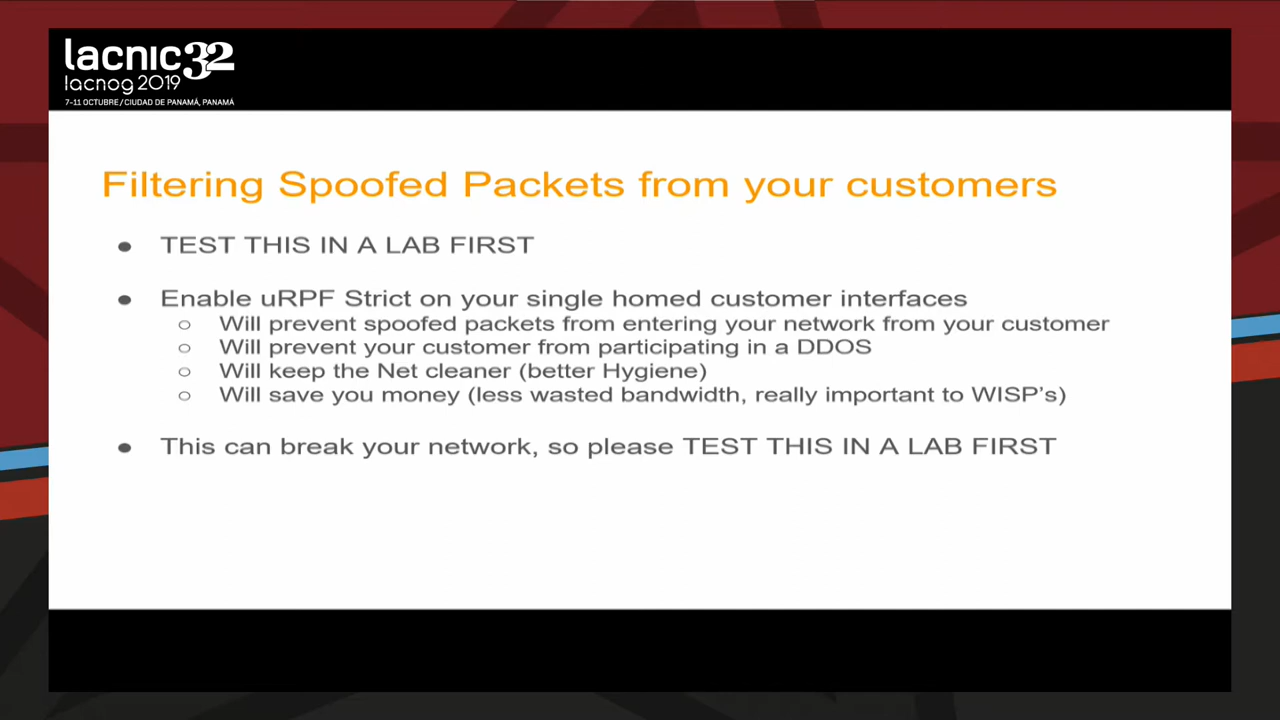 lacnic32
lacnog 2019
7-11 OCTUBRE / CIUDAD DE PANAMÁ, PANAMÁ
Filtering Spoofed Packets from your customers
● TEST THIS IN A LAB FIRST
● Enable uRPF Strict on your single homed customer interfaces
○ Will prevent spoofed packets from entering your network from your customer
○ Will prevent your customer from participating in a DDOS
○ Will keep the Net cleaner (better Hygiene)
○ Will save you money (less wasted bandwidth, really important to WISP's)
● This can break your network, so please TEST THIS IN A LAB FIRST